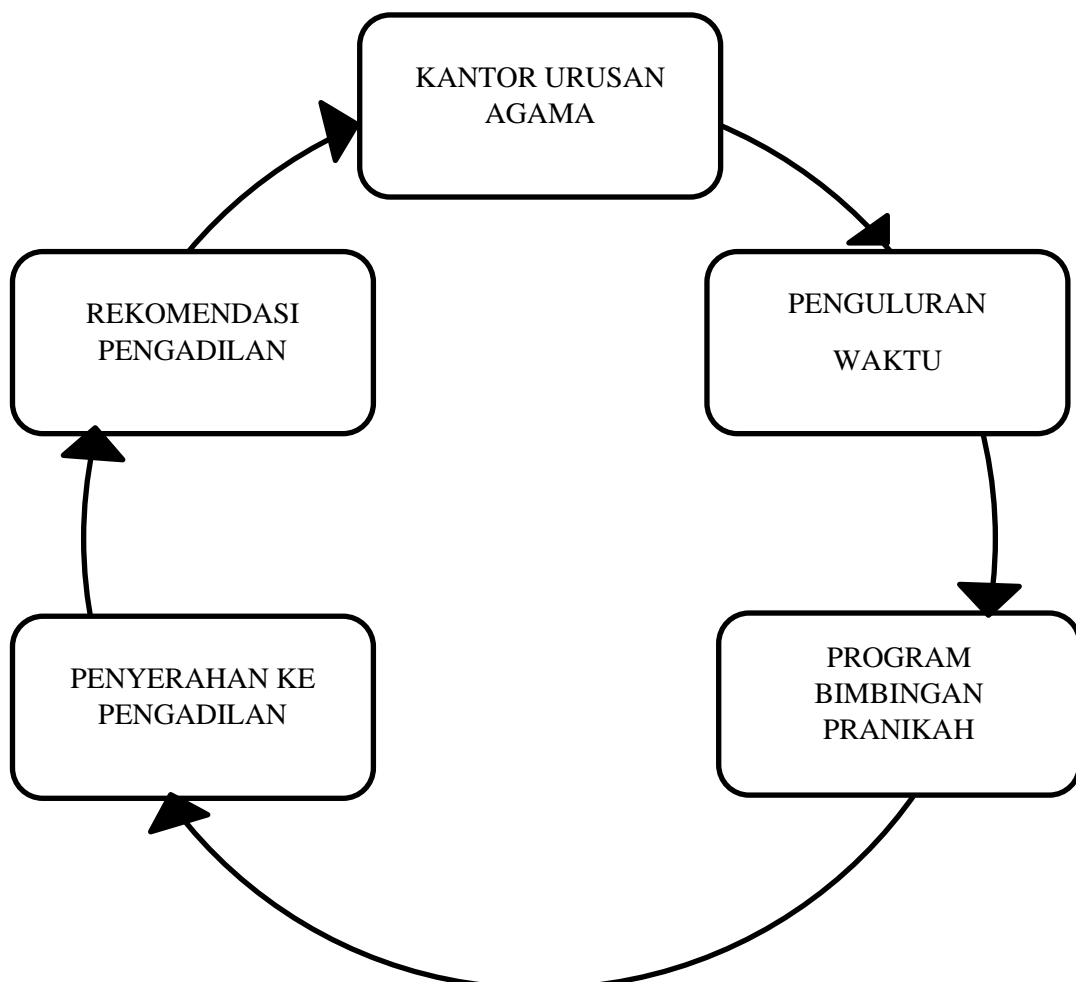 KANTOR URUSAN
AGAMA
PENGULURAN
WAKTU
PROGRAM
BIMBINGAN
PRANIKAH
PENYERAHAN KE
PENGADILAN
REKOMENDASI
PENGADILAN